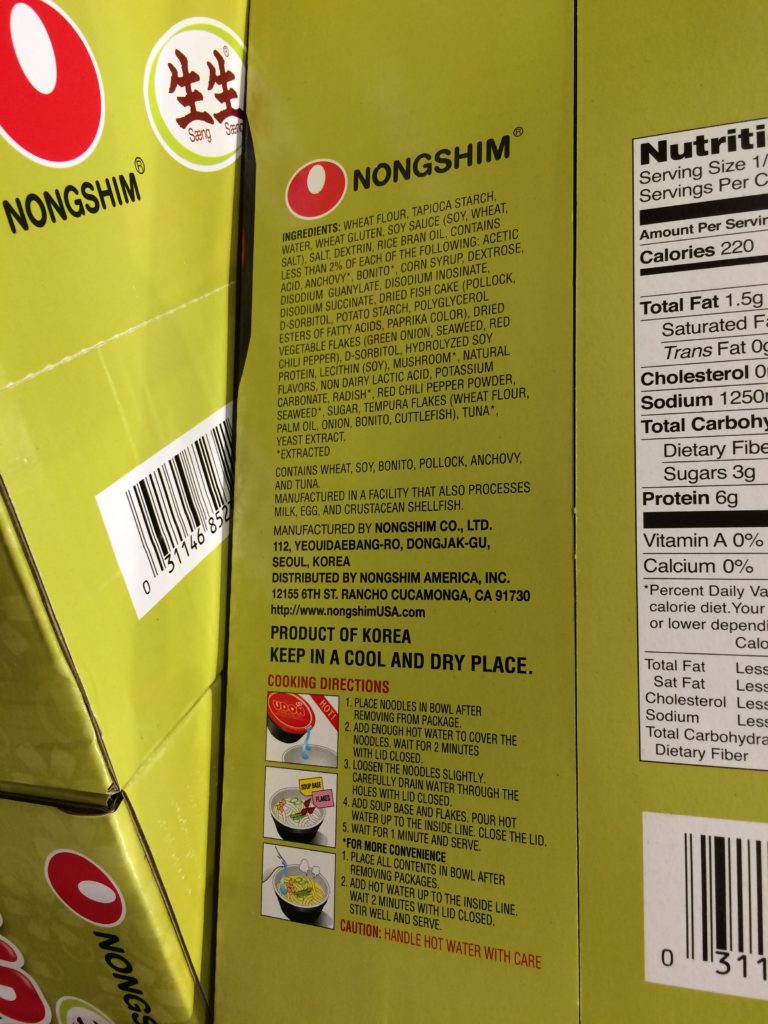 生生
Sæng
Sæng
NONGSHIM®
0 31146 852
NONGSHIM®
INGREDIENTS: WHEAT FLOUR, TAPIOCA STARCH,
WATER, WHEAT GLUTEN, SOY SAUCE (SOY, WHEAT,
SALT), SALT, DEXTRIN, RICE BRAN OIL. CONTAINS
LESS THAN 2% OF EACH OF THE FOLLOWING: ACETIC
ACID, ANCHOVY*, BONITO*, CORN SYRUP, DEXTROSE,
DISODIUM GUANYLATE, DISODIUM INOSINATE,
DISODIUM SUCCINATE, DRIED FISH CAKE (POLLOCK,
D-SORBITOL, POTATO STARCH, POLYGLYCEROL
ESTERS OF FATTY ACIDS, PAPRIKA COLOR), DRIED
VEGETABLE FLAKES (GREEN ONION, SEAWEED, RED
CHILI PEPPER), D-SORBITOL, HYDROLYZED SOY
PROTEIN, LECITHIN (SOY), MUSHROOM*, NATURAL
FLAVORS, NON DAIRY LACTIC ACID, POTASSIUM
CARBONATE, RADISH*, RED CHILI PEPPER POWDER,
SEAWEED*, SUGAR, TEMPURA FLAKES (WHEAT FLOUR,
PALM OIL, ONION, BONITO, CUTTLEFISH), TUNA*,
YEAST EXTRACT.
*EXTRACTED
CONTAINS WHEAT, SOY, BONITO, POLLOCK, ANCHOVY,
AND TUNA.
MANUFACTURED IN A FACILITY THAT ALSO PROCESSES
MILK, EGG, AND CRUSTACEAN SHELLFISH.
MANUFACTURED BY NONGSHIM CO., LTD.
112, YEOUIDAEBANG-RO, DONGJAK-GU,
SEOUL, KOREA
DISTRIBUTED BY NONGSHIM AMERICA, INC.
12155 6TH ST. RANCHO CUCAMONGA, CA 91730
http://www.nongshimUSA.com
PRODUCT OF KOREA
KEEP IN A COOL AND DRY PLACE.
COOKING DIRECTIONS
UDON
HOT!
1. PLACE NOODLES IN BOWL AFTER
REMOVING FROM PACKAGE.
2. ADD ENOUGH HOT WATER TO COVER THE
NOODLES. WAIT FOR 2 MINUTES
WITH LID CLOSED.
3. LOOSEN THE NOODLES SLIGHTLY.
CAREFULLY DRAIN WATER THROUGH THE
HOLES WITH LID CLOSED.
SOUP BASE
FLAKES
4. ADD SOUP BASE AND FLAKES. POUR HOT
WATER UP TO THE INSIDE LINE. CLOSE THE LID.
5. WAIT FOR 1 MINUTE AND SERVE.
*FOR MORE CONVENIENCE
1. PLACE ALL CONTENTS IN BOWL AFTER
REMOVING PACKAGES.
2. ADD HOT WATER UP TO THE INSIDE LINE.
WAIT 2 MINUTES WITH LID CLOSED.
STIR WELL AND SERVE.
CAUTION: HANDLE HOT WATER WITH CARE
Nutriti
Serving Size 1/
Servings Per C
Amount Per Servin
Calories 220
Total Fat 1.5g
Saturated Fa
Trans Fat 0g
Cholesterol 0
Sodium 1250
Total Carbohy
Dietary Fibe
Sugars 3g
Protein 6g
Vitamin A 0%
Calcium 0%
*Percent Daily Va
calorie diet. Your
or lower dependi
Calo
Total Fat Less
Sat Fat Less
Cholesterol Less
Sodium Less
Total Carbohydra
Dietary Fiber
0 311
NONGS